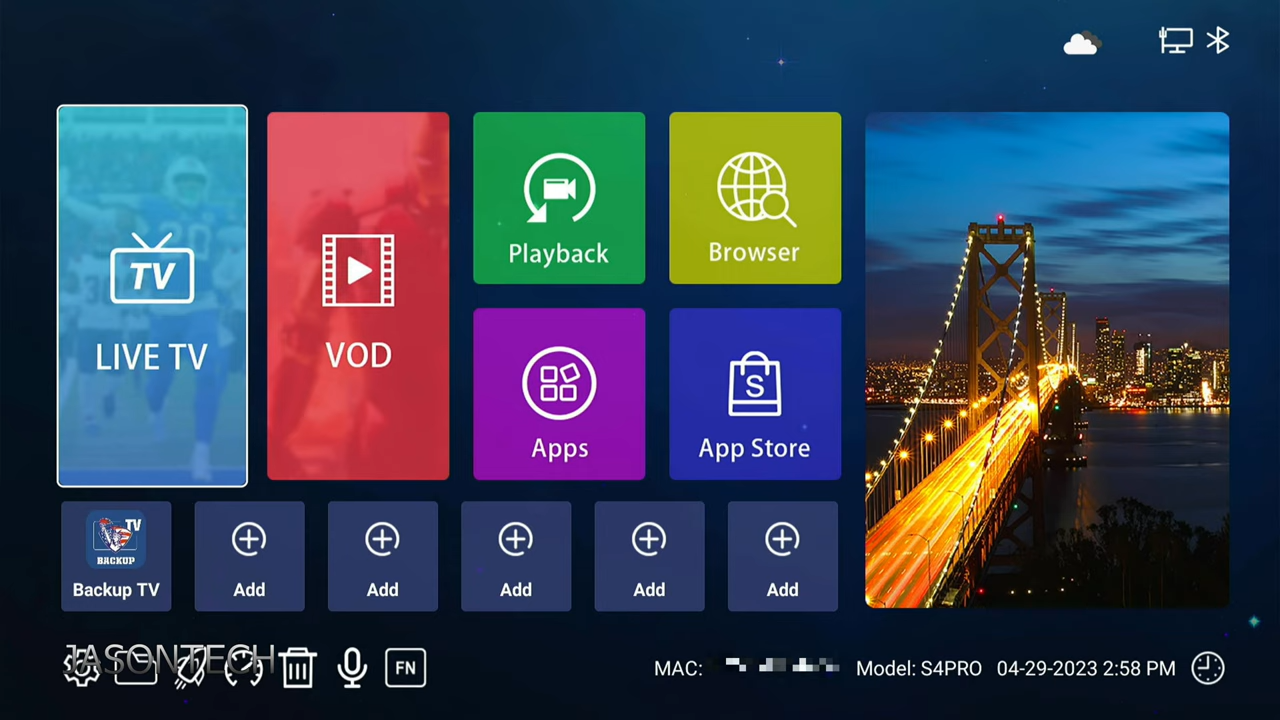 TV
LIVE TV
VOD
Playback
Browser
Apps
S
App Store
TV
BACKUP
Backup TV
Add
Add
Add
Add
Add
JASONTECH
FN
MAC:
Model: S4PRO
04-29-2023 2:58 PM